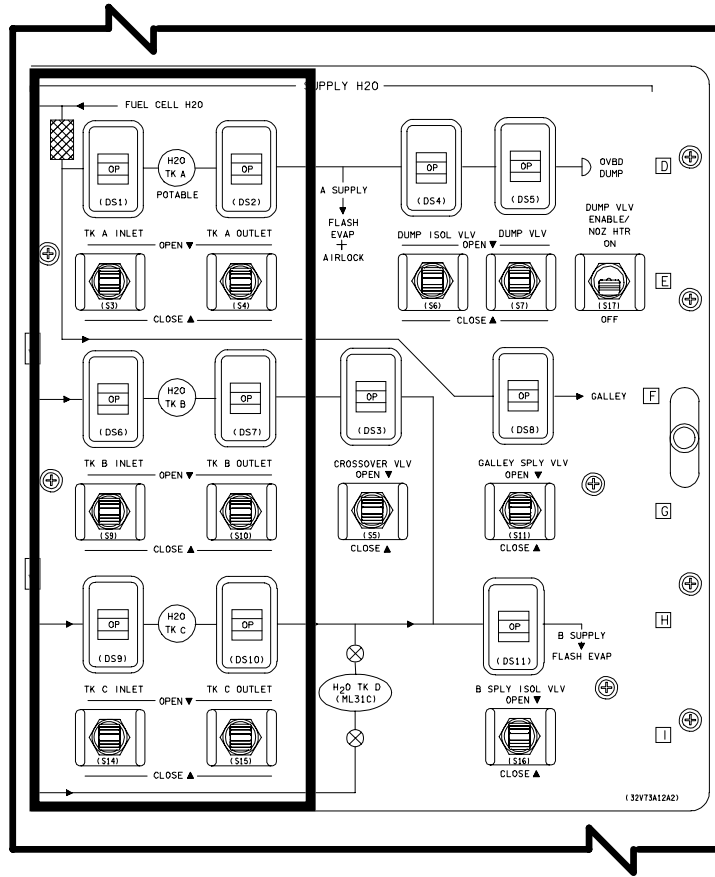 SUPPLY H2O
FUEL CELL H2O
OP
(DS1)
H2O
TK A
POTABLE
OP
(DS2)
A SUPPLY
FLASH
EVAP
+
AIRLOCK
OP
(DS4)
OP
(DS5)
OVBD
DUMP
D
TK A INLET
TK A OUTLET
OPEN ▼
DUMP ISOL VLV
DUMP VLV
OPEN ▼
DUMP VLV
ENABLE/
NOZ HTR
ON
(S3)
(S4)
(S6)
(S7)
(S17)
E
CLOSE ▲
CLOSE ▲
OFF
OP
(DS6)
H2O
TK B
OP
(DS7)
OP
(DS3)
OP
(DS8)
GALLEY
F
TK B INLET
TK B OUTLET
OPEN ▼
CROSSOVER VLV
OPEN ▼
GALLEY SPLY VLV
OPEN ▼
(S9)
(S10)
(S5)
(S11)
G
CLOSE ▲
CLOSE ▲
CLOSE ▲
OP
(DS9)
H2O
TK C
OP
(DS10)
OP
(DS11)
B SUPPLY
FLASH EVAP
H
TK C INLET
TK C OUTLET
OPEN ▼
H2O TK D
(ML31C)
B SPLY ISOL VLV
OPEN ▼
(S14)
(S15)
(S16)
I
CLOSE ▲
CLOSE ▲
(32V73A12A2)